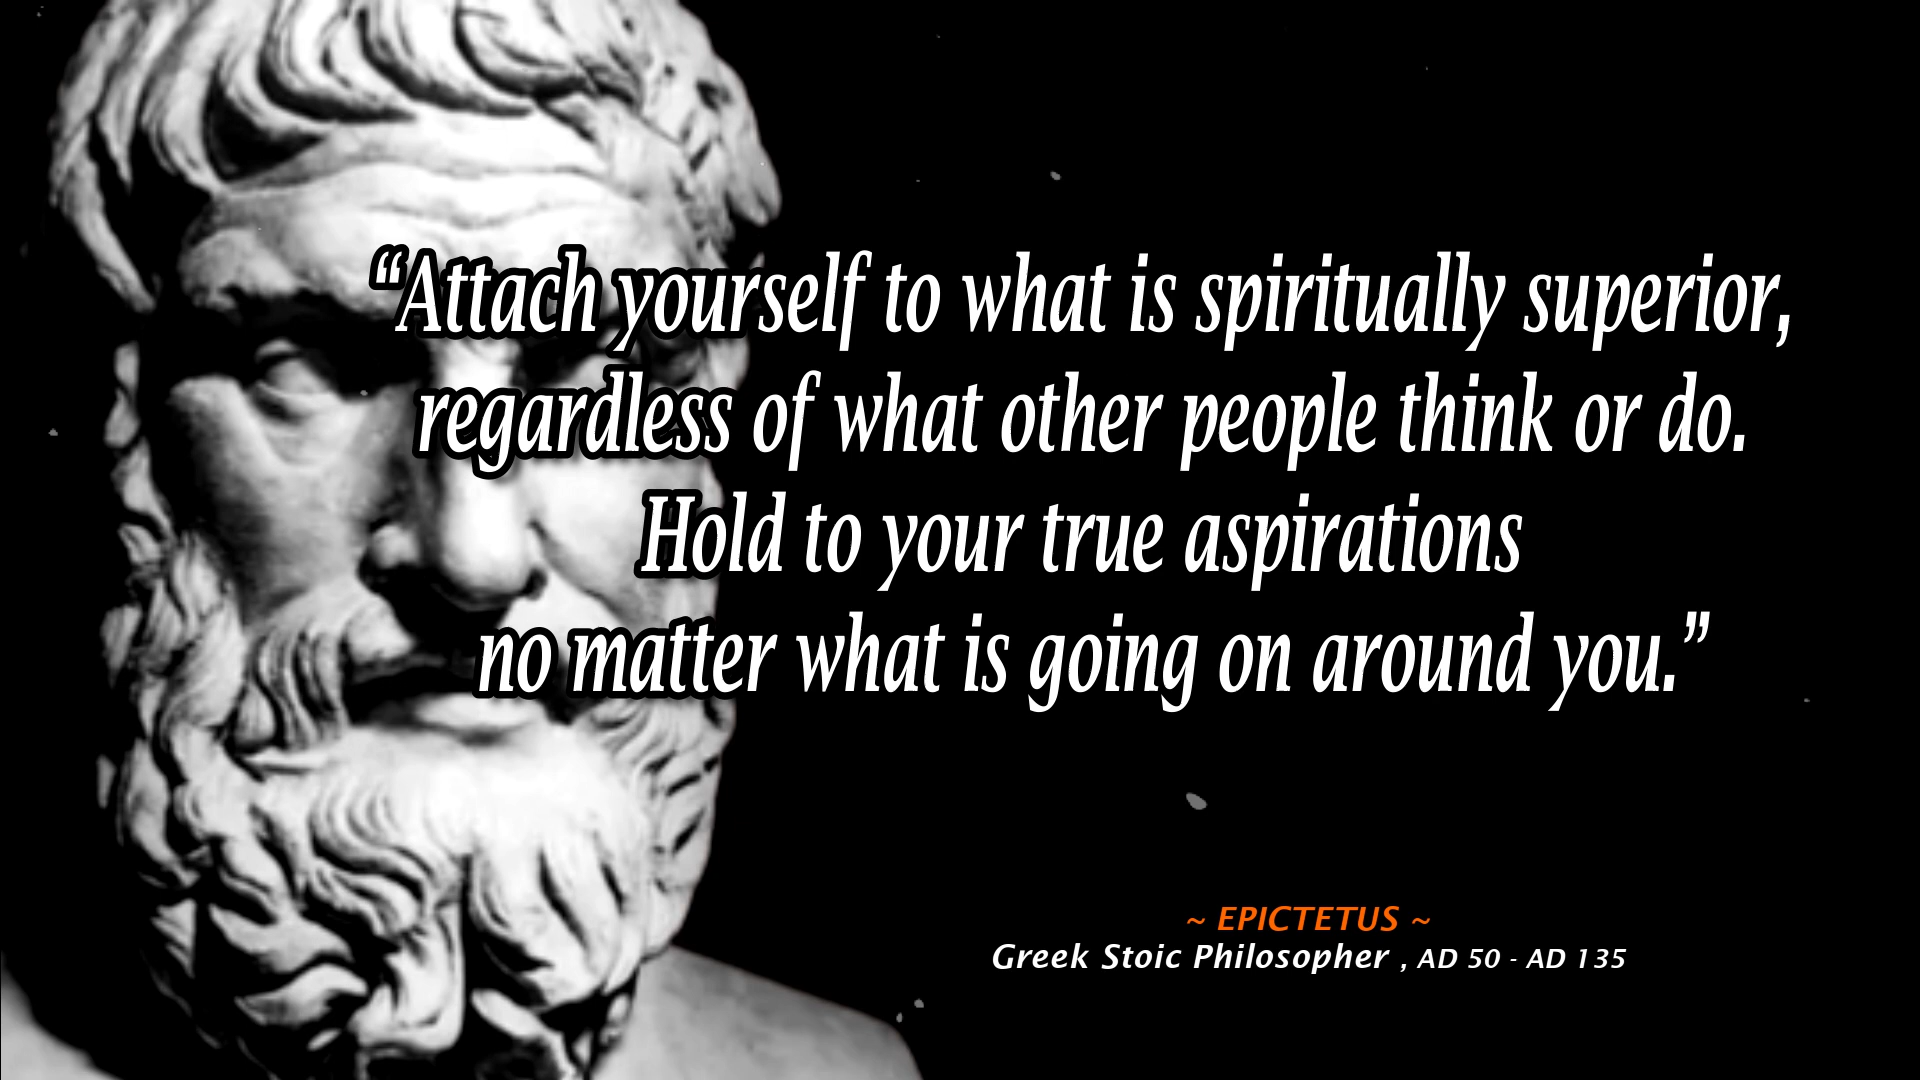 “Attach yourself to what is spiritually superior,
regardless of what other people think or do.
Hold to your true aspirations
no matter what is going on around you.”
~ EPICTETUS ~
Greek Stoic Philosopher , AD 50 - AD 135